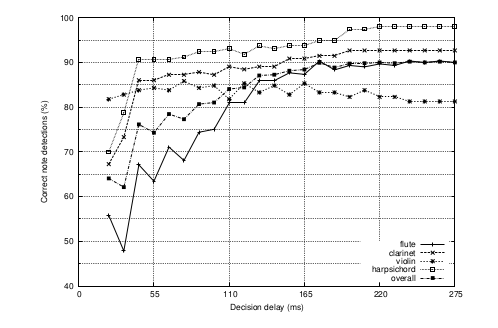 100
90
80
70
60
50
40
Correct note detections (%)
0 55 110 165 220 275
Decision delay (ms)
flute
clarinet
violin
harpsichord
overall